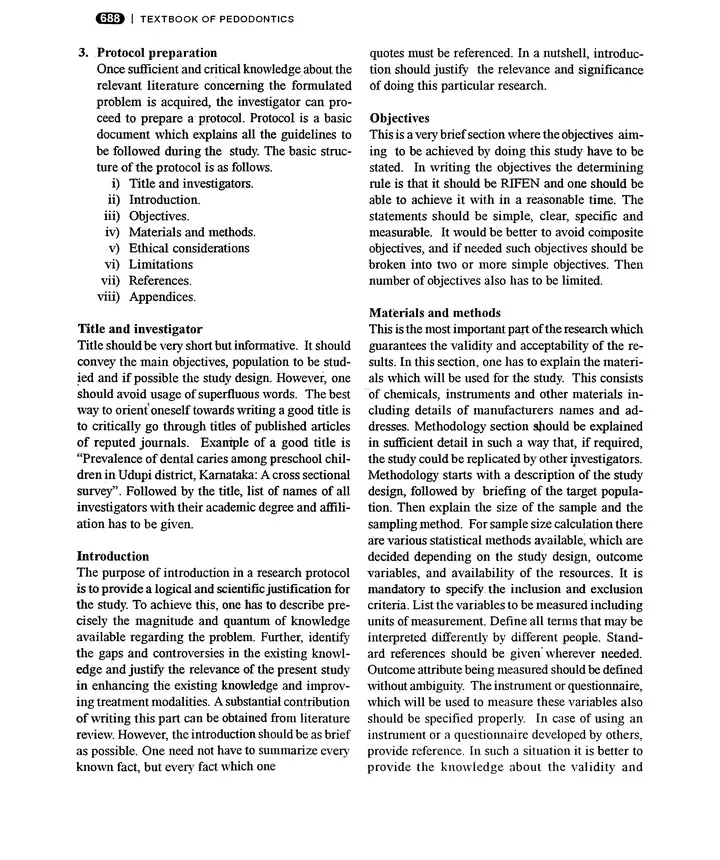 688 | TEXTBOOK OF PEDODONTICS
3. Protocol preparation
Once sufficient and critical knowledge about the
relevant literature concerning the formulated
problem is acquired, the investigator can pro-
ceed to prepare a protocol. Protocol is a basic
document which explains all the guidelines to
be followed during the study. The basic struc-
ture of the protocol is as follows.
i) Title and investigators.
ii) Introduction.
iii) Objectives.
iv) Materials and methods.
v) Ethical considerations
vi) Limitations
vii) References.
viii) Appendices.
Title and investigator
Title should be very short but informative. It should
convey the main objectives, population to be stud-
ied and if possible the study design. However, one
should avoid usage of superfluous words. The best
way to orient oneself towards writing a good title is
to critically go through titles of published articles
of reputed journals. Example of a good title is
“Prevalence of dental caries among preschool chil-
dren in Udupi district, Karnataka: A cross sectional
survey”. Followed by the title, list of names of all
investigators with their academic degree and affili-
ation has to be given.
Introduction
The purpose of introduction in a research protocol
is to provide a logical and scientific justification for
the study. To achieve this, one has to describe pre-
cisely the magnitude and quantum of knowledge
available regarding the problem. Further, identify
the gaps and controversies in the existing knowl-
edge and justify the relevance of the present study
in enhancing the existing knowledge and improv-
ing treatment modalities. A substantial contribution
of writing this part can be obtained from literature
review. However, the introduction should be as brief
as possible. One need not have to summarize every
known fact, but every fact which one
quotes must be referenced. In a nutshell, introduc-
tion should justify the relevance and significance
of doing this particular research.
Objectives
This is a very brief section where the objectives aim-
ing to be achieved by doing this study have to be
stated. In writing the objectives the determining
rule is that it should be RIFEN and one should be
able to achieve it with in a reasonable time. The
statements should be simple, clear, specific and
measurable. It would be better to avoid composite
objectives, and if needed such objectives should be
broken into two or more simple objectives. Then
number of objectives also has to be limited.
Materials and methods
This is the most important part of the research which
guarantees the validity and acceptability of the re-
sults. In this section, one has to explain the materi-
als which will be used for the study. This consists
of chemicals, instruments and other materials in-
cluding details of manufacturers names and ad-
dresses. Methodology section should be explained
in sufficient detail in such a way that, if required,
the study could be replicated by other investigators.
Methodology starts with a description of the study
design, followed by briefing of the target popula-
tion. Then explain the size of the sample and the
sampling method. For sample size calculation there
are various statistical methods available, which are
decided depending on the study design, outcome
variables, and availability of the resources. It is
mandatory to specify the inclusion and exclusion
criteria. List the variables to be measured including
units of measurement. Define all terms that may be
interpreted differently by different people. Stand-
ard references should be given wherever needed.
Outcome attribute being measured should be defined
without ambiguity. The instrument or questionnaire,
which will be used to measure these variables also
should be specified properly. In case of using an
instrument or a questionnaire developed by others,
provide reference. In such a situation it is better to
provide the knowledge about the validity and